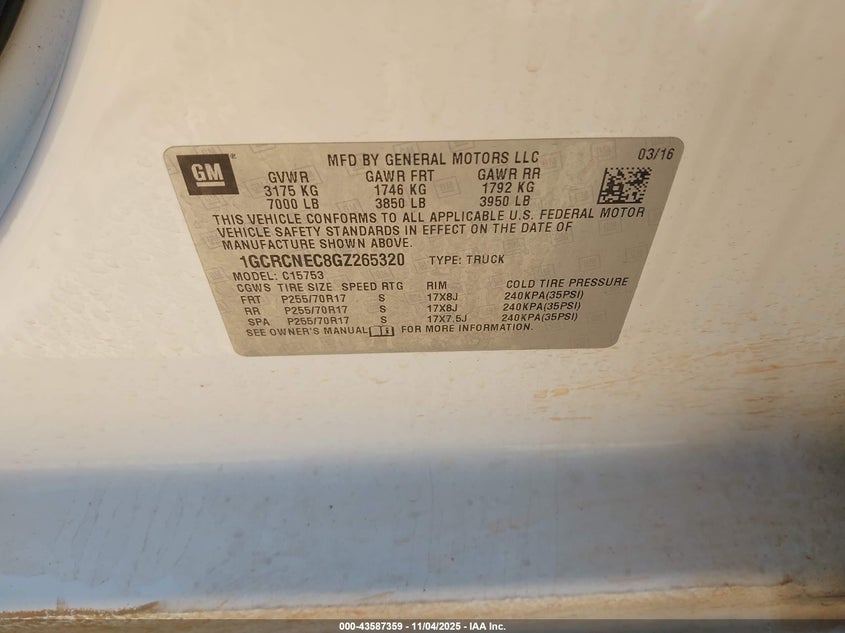 GM
MFD BY GENERAL MOTORS LLC
03/16
GVWR GAWR FRT GAWR RR
3175 KG 1746 KG 1792 KG
7000 LB 3850 LB 3950 LB
THIS VEHICLE CONFORMS TO ALL APPLICABLE U.S. FEDERAL MOTOR
VEHICLE SAFETY STANDARDS IN EFFECT ON THE DATE OF
MANUFACTURE SHOWN ABOVE.
1GCRCNEC8GZ265320 TYPE: TRUCK
MODEL: C15753
CGWS TIRE SIZE SPEED RTG RIM COLD TIRE PRESSURE
FRT P255/70R17 S 17X8J 240KPA(35PSI)
RR P255/70R17 S 17X8J 240KPA(35PSI)
SPA P255/70R17 S 17X7.5J 240KPA(35PSI)
SEE OWNER'S MANUAL FOR MORE INFORMATION.
000-43587359 - 11/04/2025 - IAA Inc.